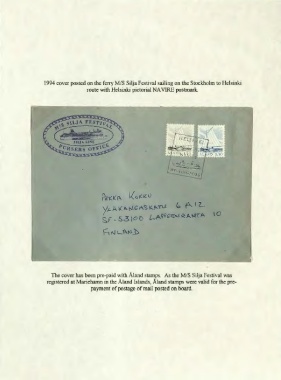 1994 cover posted on the ferry M/S Silja Festival sailing on the Stockholm to Helsinki
route with Helsinki pictorial NAVIRE postmark.
M/S SILJA FESTIVAL
PURSERS OFFICE
PEKKA KOKKO
6 A 12
SF-53100 LAPPEENRANTA 10
FINLAND
The cover has been pre-paid with Åland stamps. As the M/S Silja Festival was
registered at Mariehamn in the Åland Islands, Åland stamps were valid for the pre-
payment of postage of mail posted on board.